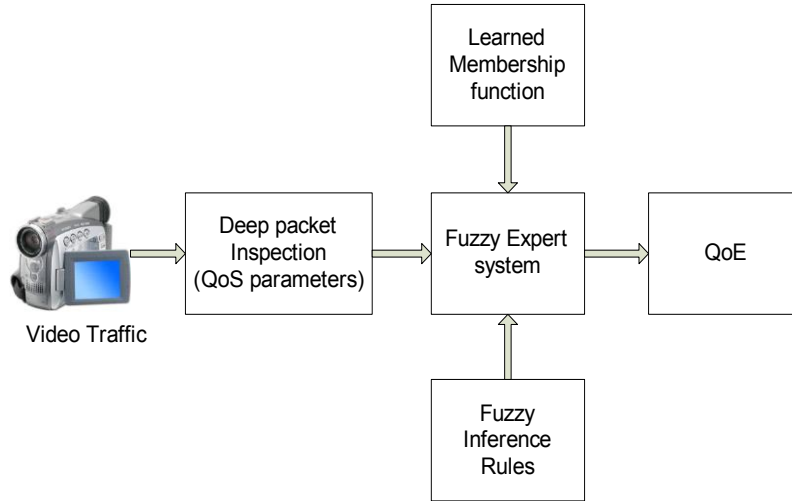 Learned
Membership
function
Deep packet
Inspection
(QoS parameters)
Fuzzy Expert
system
QoE
Video Traffic
Fuzzy
Inference
Rules